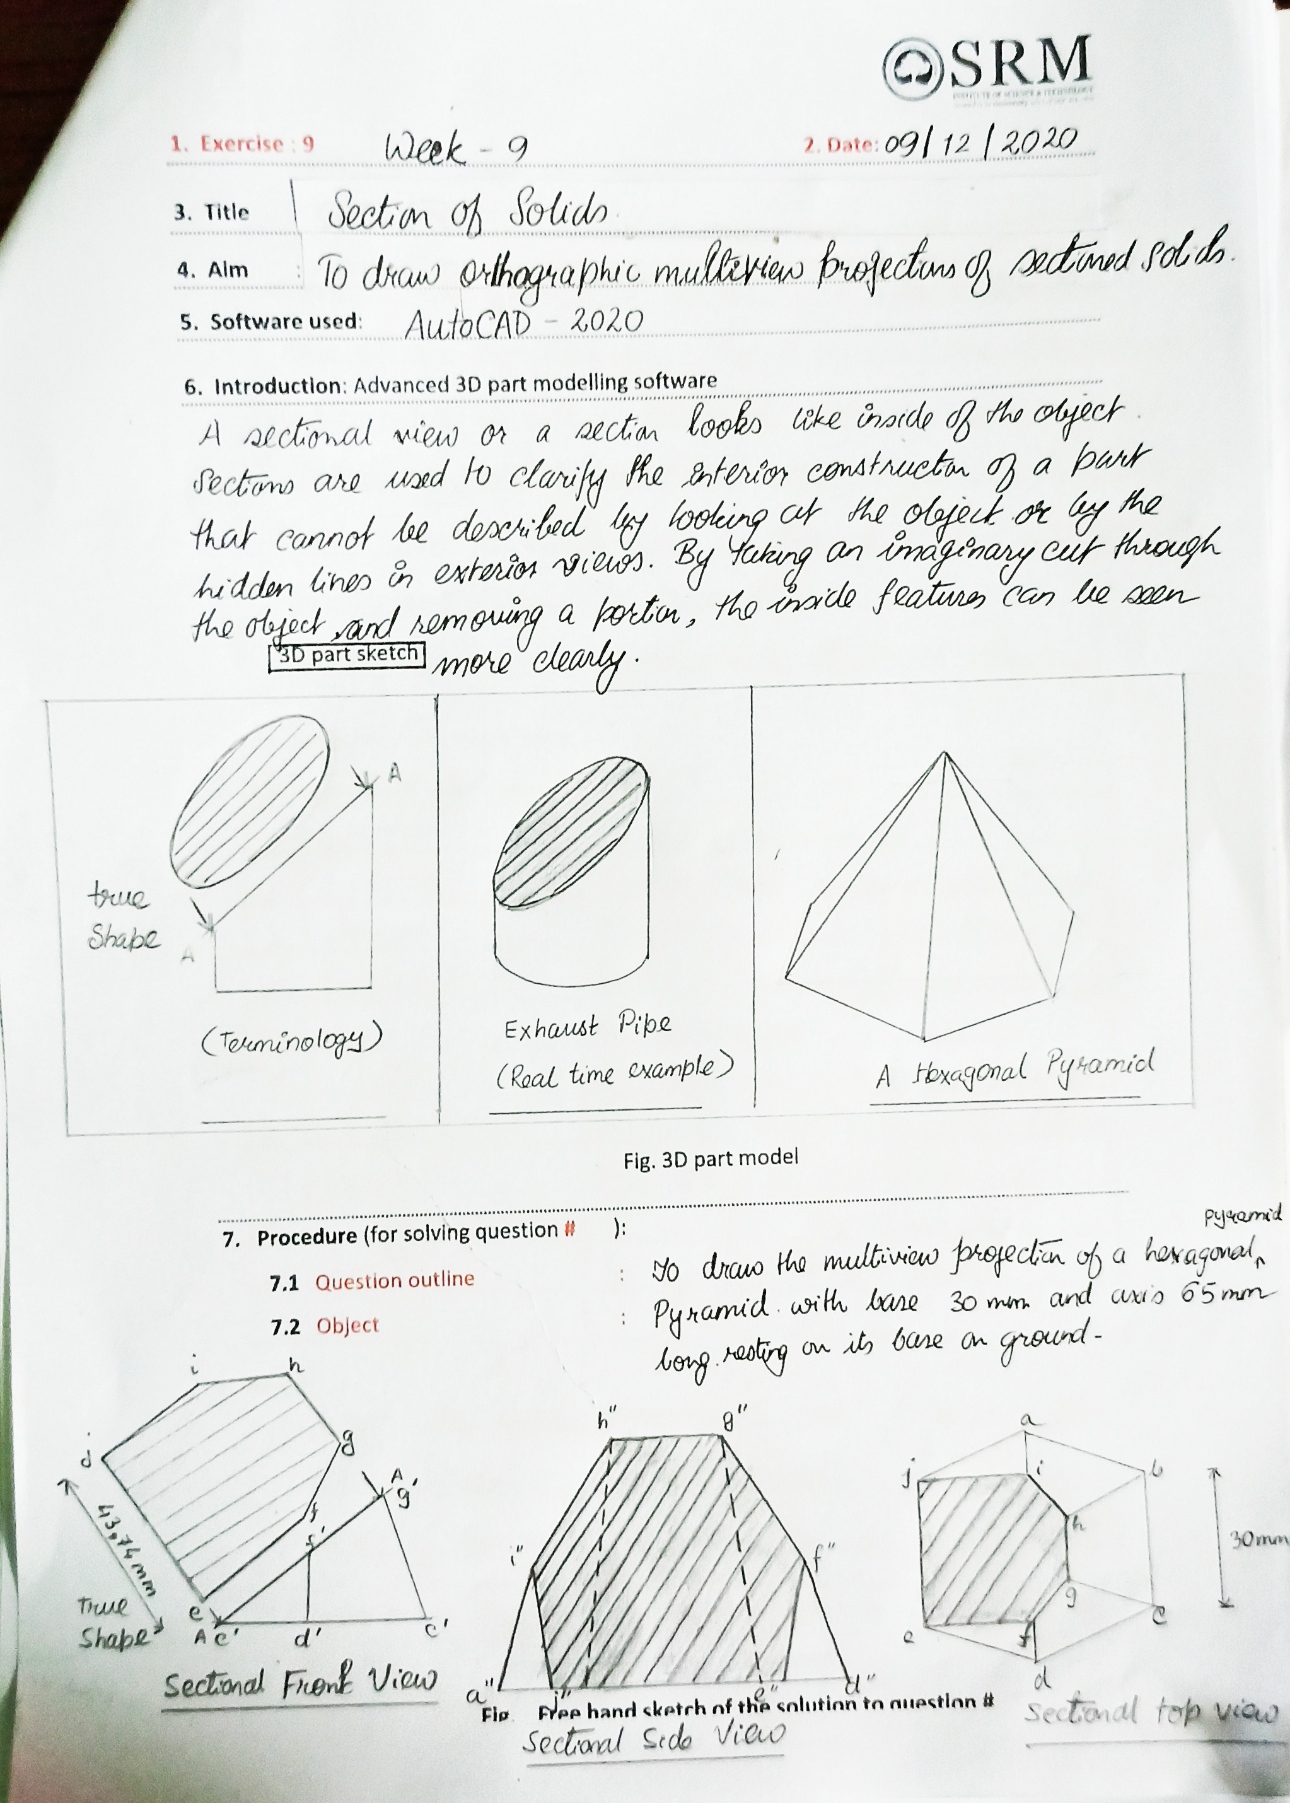 SRM
INSTITUTE OF SCIENCE & TECHNOLOGY
1. Exercise : 9 Week - 9 2. Date: 09/12/2020
3. Title Section of Solids.
4. Aim : To draw orthographic multiview projections of sectioned solids.
5. Software used: AutoCAD - 2020
6. Introduction: Advanced 3D part modelling software
A sectional view or a section looks like inside of the object.
Sections are used to clarify the interior construction of a part
that cannot be described by looking at the object or by the
hidden lines in exterior views. By taking an imaginary cut through
the object, and removing a portion, the inside features can be seen
3D part sketch more clearly.
A
true
Shape
A
(Terminology)
Exhaust Pipe
(Real time example)
A Hexagonal Pyramid
Fig. 3D part model
7. Procedure (for solving question # ):
pyramid
7.1 Question outline : To draw the multiview projection of a hexagonal
7.2 Object : Pyramid with base 30 mm and axis 65mm
long resting on its base on ground-
i h
j g
A
g'
f
f'
43,74 mm
True
Shape
e
A e' d' c'
Sectional Front View
h" g"
i" f"
a" j" e" d"
Fig. Free hand sketch of the solution to question #
Sectional Side View
a
j i b
h
30mm
g
e f c
d
Sectional top view